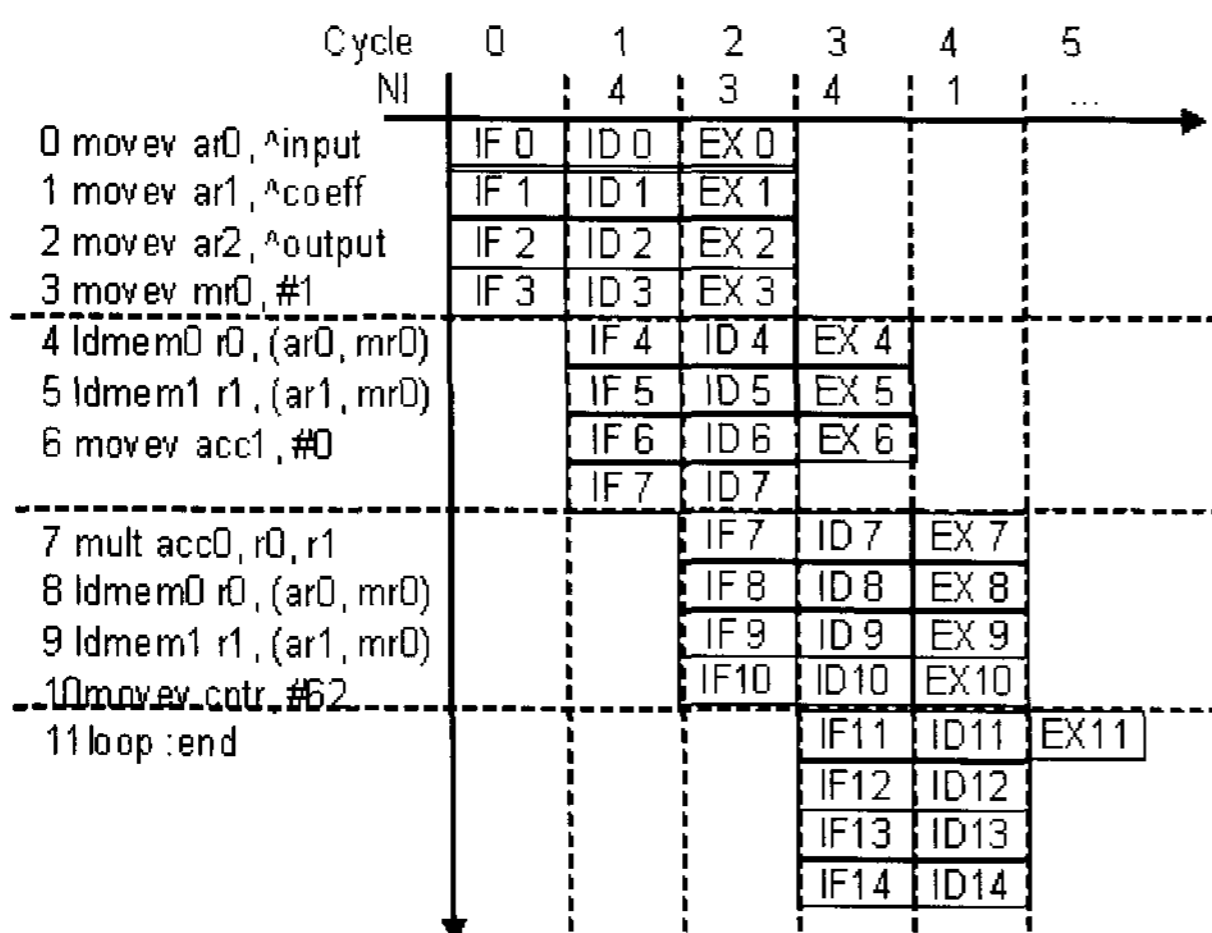 Cycle 0 1 2 3 4 5
NI 4 3 4 1 ...
0 movev ar0, ^input IF 0 ID 0 EX 0
1 movev ar1, ^coeff IF 1 ID 1 EX 1
2 movev ar2, ^output IF 2 ID 2 EX 2
3 movev mr0, #1 IF 3 ID 3 EX 3
4 ldmem0 r0, (ar0, mr0) IF 4 ID 4 EX 4
5 ldmem1 r1, (ar1, mr0) IF 5 ID 5 EX 5
6 movev acc1, #0 IF 6 ID 6 EX 6
IF 7 ID 7
7 mult acc0, r0, r1 IF 7 ID 7 EX 7
8 ldmem0 r0, (ar0, mr0) IF 8 ID 8 EX 8
9 ldmem1 r1, (ar1, mr0) IF 9 ID 9 EX 9
10movev cntr, #62 IF10 ID10 EX10
11loop :end IF11 ID11 EX11
IF12 ID12
IF13 ID13
IF14 ID14